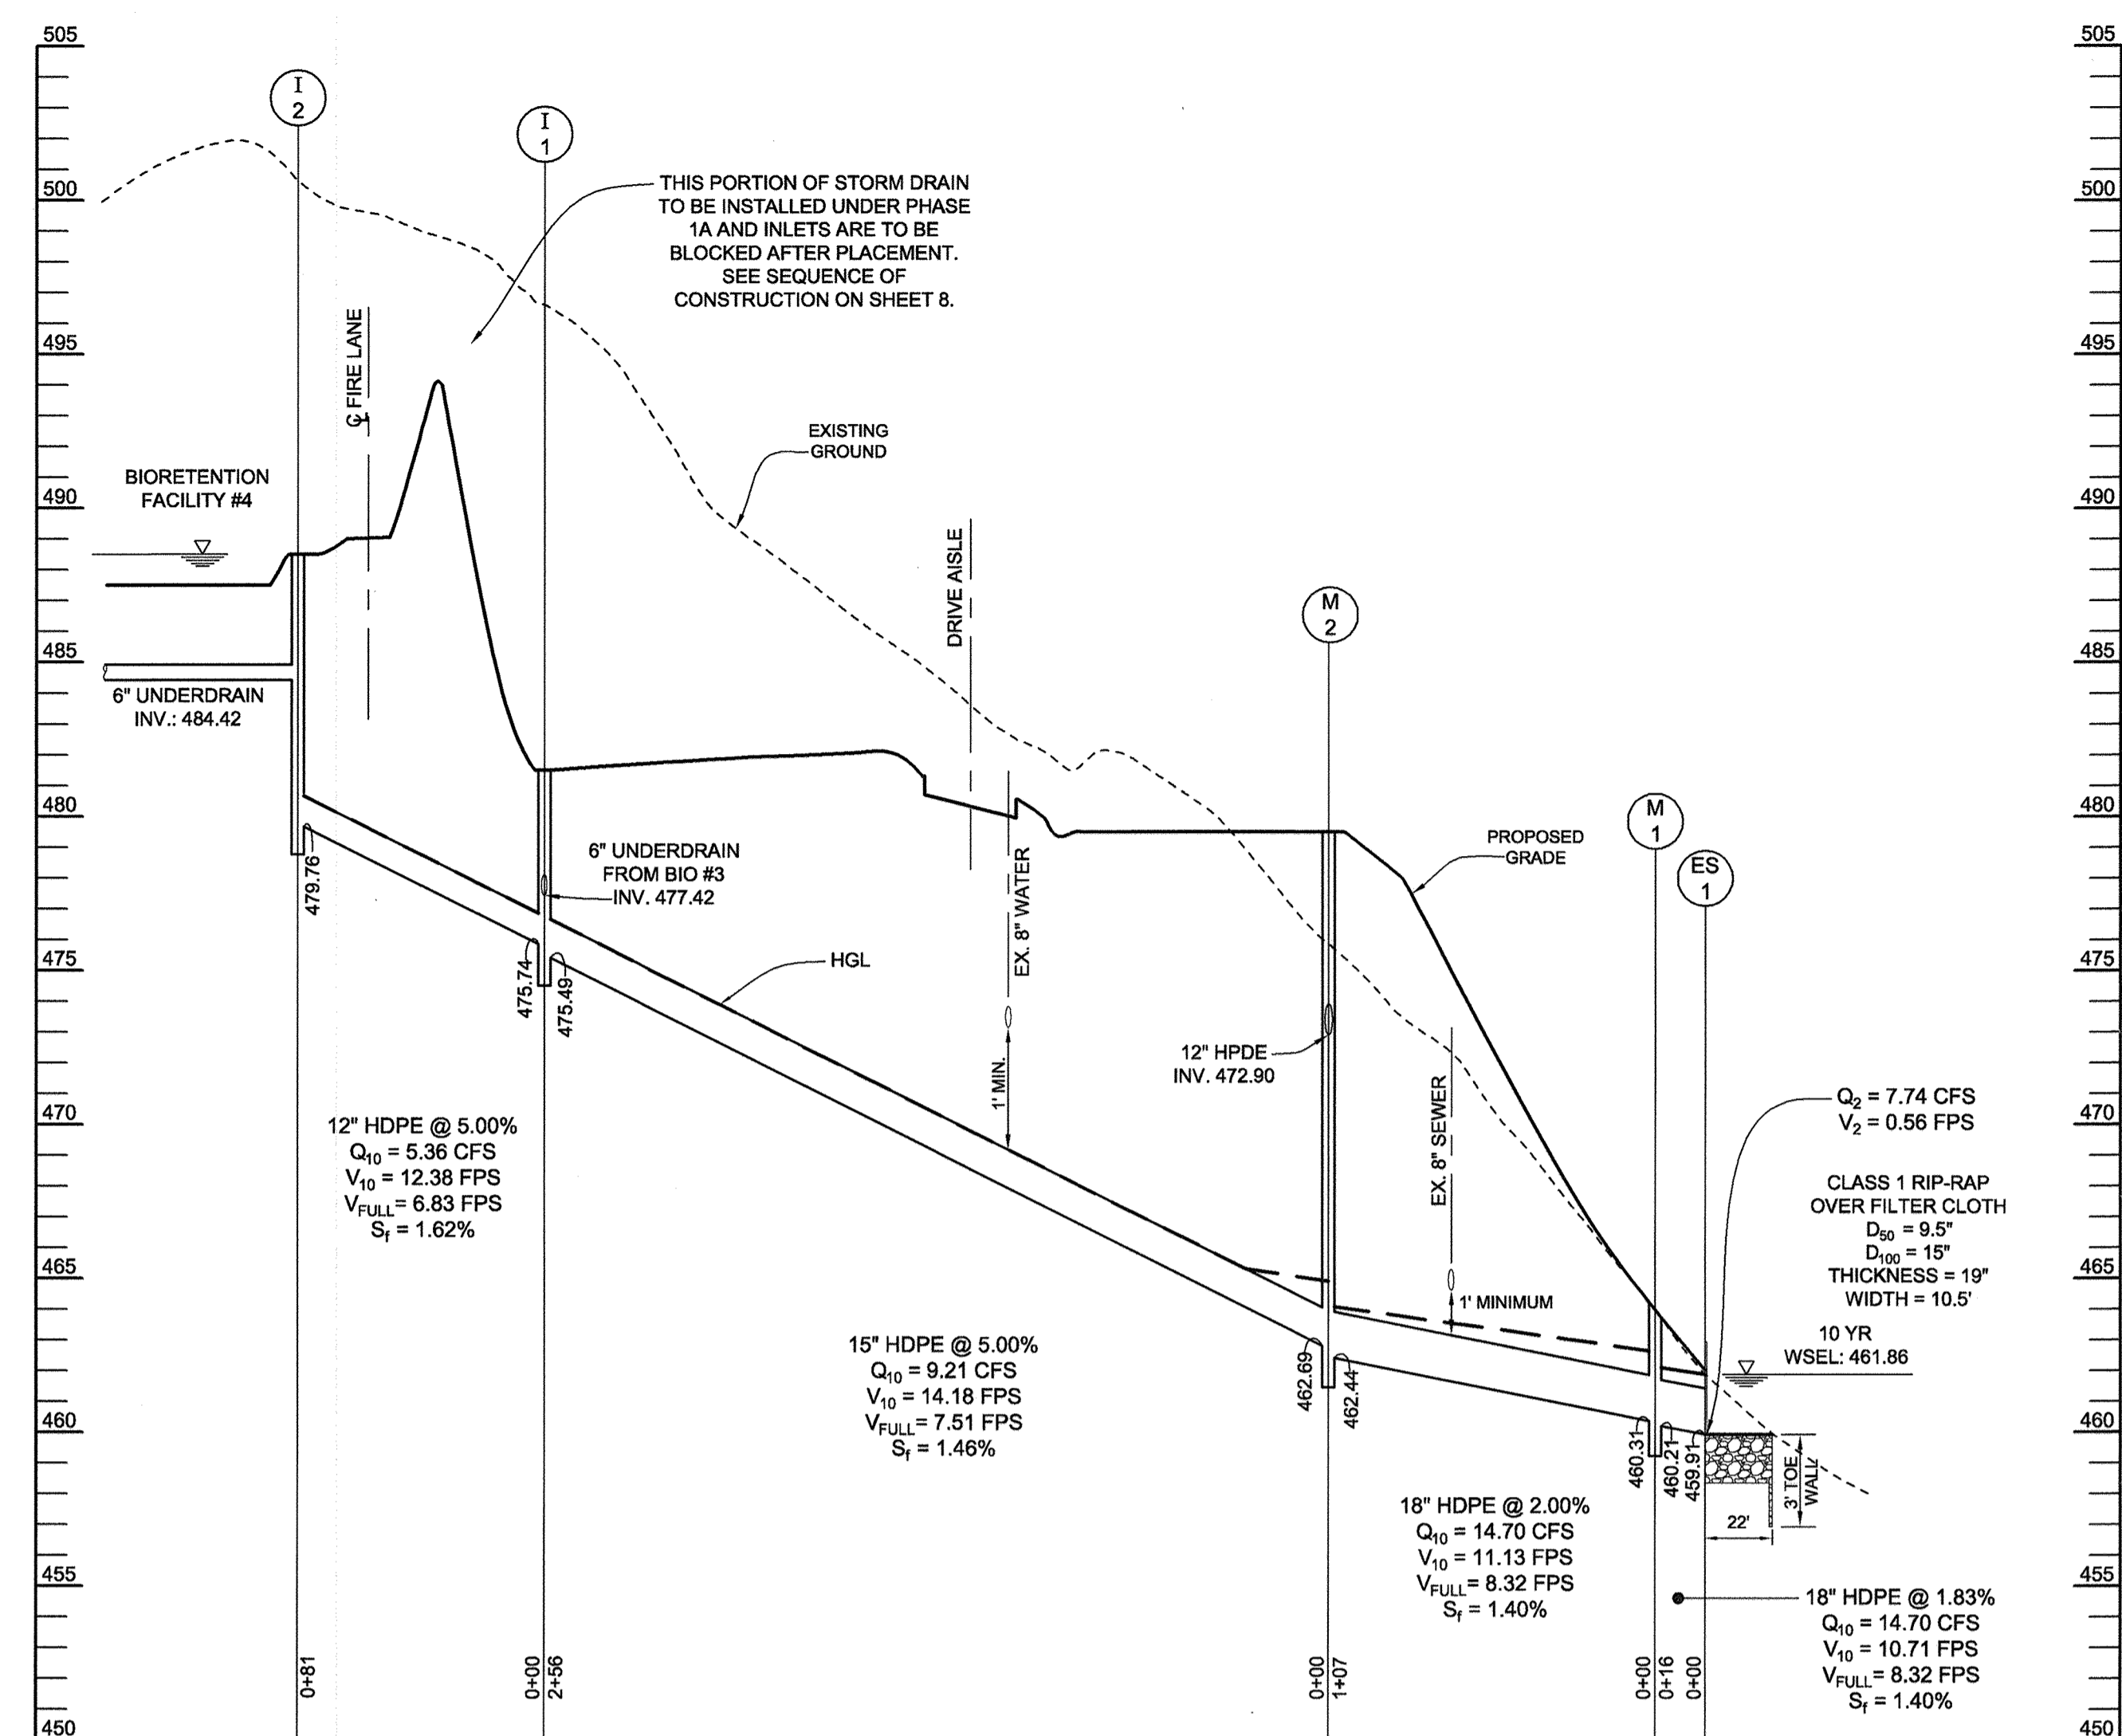 505
500
495
490
485
480
475
470
465
460
455
450
I
2
I
1
THIS PORTION OF STORM DRAIN
TO BE INSTALLED UNDER PHASE
1A AND INLETS ARE TO BE
BLOCKED AFTER PLACEMENT.
SEE SEQUENCE OF
CONSTRUCTION ON SHEET 8.
℄ FIRE LANE
EXISTING
GROUND
BIORETENTION
FACILITY #4
6" UNDERDRAIN
INV.: 484.42
DRIVE AISLE
M
2
M
1
ES
1
PROPOSED
GRADE
6" UNDERDRAIN
FROM BIO #3
INV. 477.42
EX. 8" WATER
1' MIN.
HGL
479.76
475.74
475.49
12" HPDE
INV. 472.90
EX. 8" SEWER
1' MINIMUM
12" HDPE @ 5.00%
Q10 = 5.36 CFS
V10 = 12.38 FPS
VFULL= 6.83 FPS
Sf = 1.62%
15" HDPE @ 5.00%
Q10 = 9.21 CFS
V10 = 14.18 FPS
VFULL= 7.51 FPS
Sf = 1.46%
462.69
462.44
460.31
460.21
459.91
Q2 = 7.74 CFS
V2 = 0.56 FPS
CLASS 1 RIP-RAP
OVER FILTER CLOTH
D50 = 9.5"
D100 = 15"
THICKNESS = 19"
WIDTH = 10.5'
10 YR
WSEL: 461.86
3' TOE
WALL
22'
18" HDPE @ 2.00%
Q10 = 14.70 CFS
V10 = 11.13 FPS
VFULL= 8.32 FPS
Sf = 1.40%
18" HDPE @ 1.83%
Q10 = 14.70 CFS
V10 = 10.71 FPS
VFULL= 8.32 FPS
Sf = 1.40%
0+81
0+00
2+56
0+00
1+07
0+00
0+16
0+00
505
500
495
490
485
480
475
470
465
460
455
450